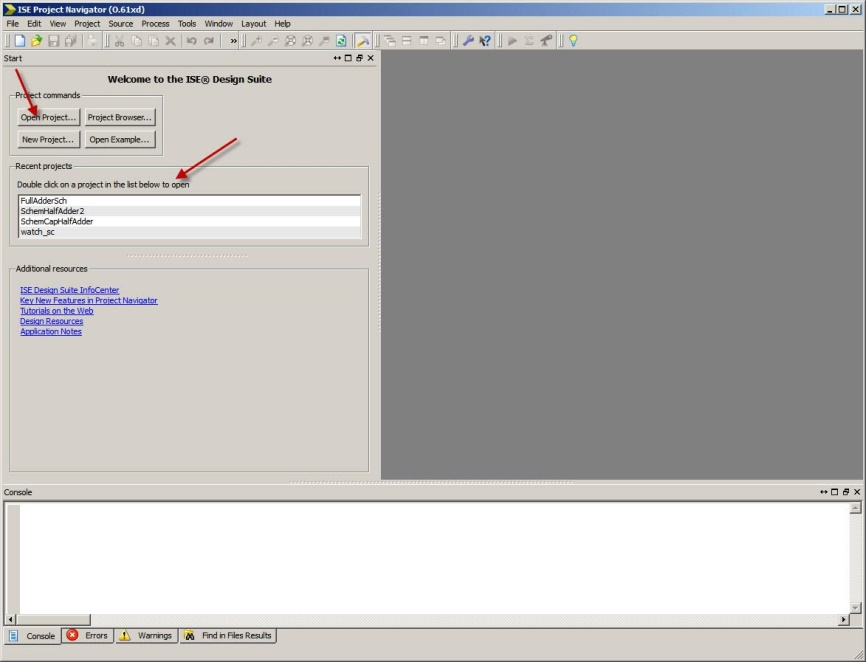 ISE Project Navigator (0.61xd)
File Edit View Project Source Process Tools Window Layout Help
Start
Welcome to the ISE® Design Suite
Project commands
Open Project... Project Browser...
New Project... Open Example...
Recent projects
Double click on a project in the list below to open
FullAdderSch
SchemHalfAdder2
SchemCapHalfAdder
watch_sc
Additional resources
ISE Design Suite InfoCenter
Key New Features in Project Navigator
Tutorials on the Web
Design Resources
Application Notes
Console
Console Errors Warnings Find in Files Results